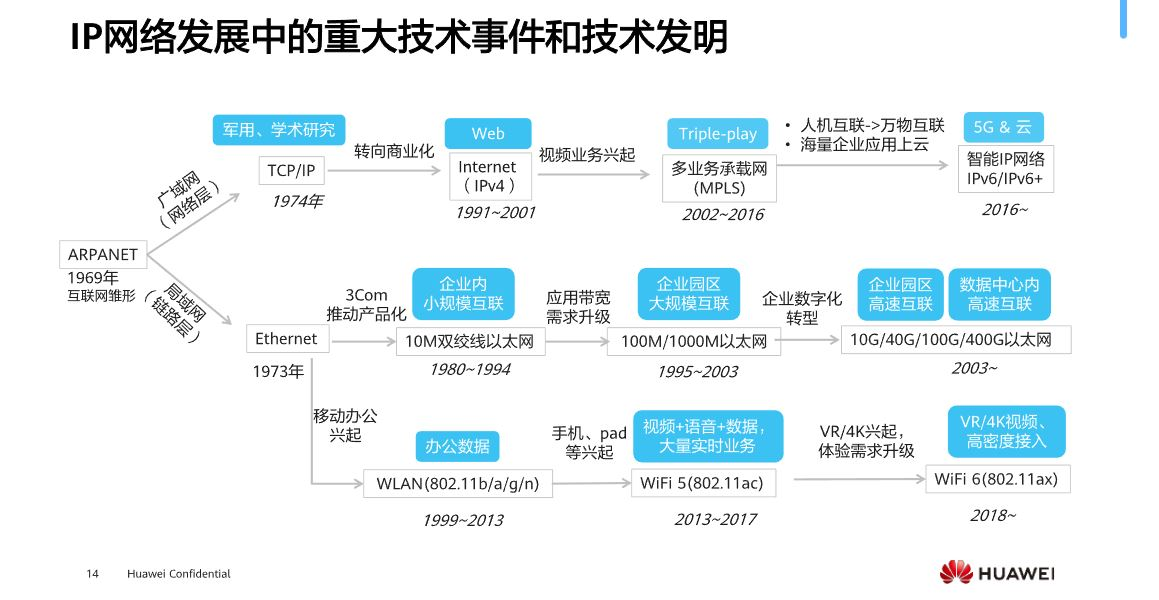 IP网络发展中的重大技术事件和技术发明
军用、学术研究
TCP/IP
1974年
转向商业化
Web
Internet
（IPv4）
1991~2001
视频业务兴起
Triple-play
多业务承载网
(MPLS)
2002~2016
• 人机互联->万物互联
• 海量企业应用上云
5G & 云
智能IP网络
IPv6/IPv6+
2016~
广域网
（网络层）
ARPANET
1969年
互联网雏形
局域网
（链路层）
Ethernet
1973年
3Com
推动产品化
企业内
小规模互联
10M双绞线以太网
1980~1994
应用带宽
需求升级
企业园区
大规模互联
100M/1000M以太网
1995~2003
企业数字化
转型
企业园区
高速互联
数据中心内
高速互联
10G/40G/100G/400G以太网
2003~
移动办公
兴起
办公数据
WLAN(802.11b/a/g/n)
1999~2013
手机、pad
等兴起
视频+语音+数据，
大量实时业务
WiFi 5(802.11ac)
2013~2017
VR/4K兴起，
体验需求升级
VR/4K视频、
高密度接入
WiFi 6(802.11ax)
2018~
14
Huawei Confidential
HUAWEI